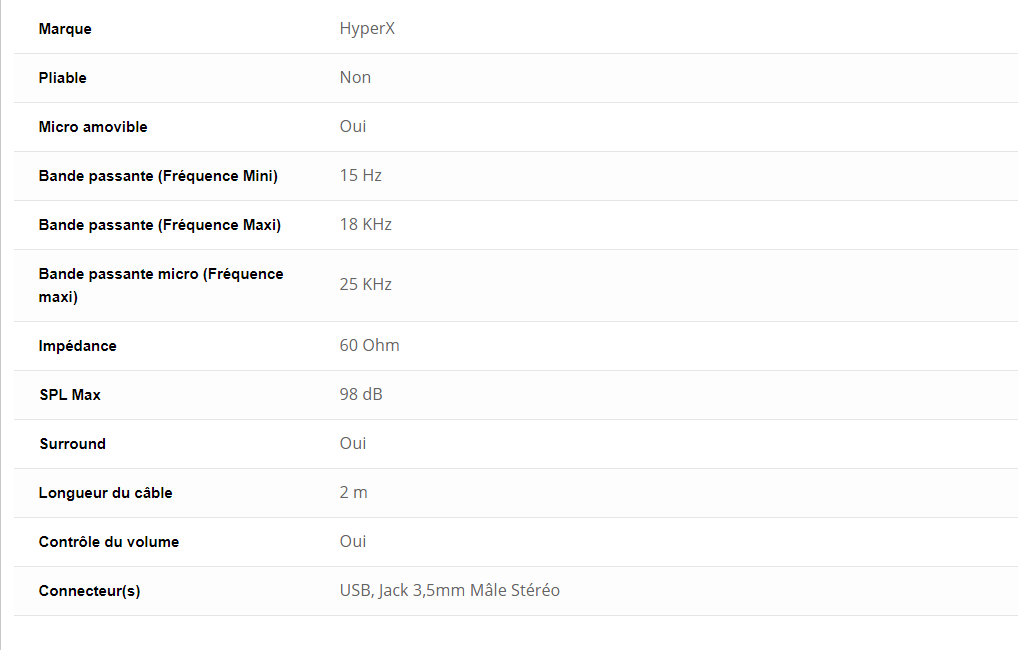 Marque HyperX
Pliable Non
Micro amovible Oui
Bande passante (Fréquence Mini) 15 Hz
Bande passante (Fréquence Maxi) 18 KHz
Bande passante micro (Fréquence
maxi) 25 KHz
Impédance 60 Ohm
SPL Max 98 dB
Surround Oui
Longueur du câble 2 m
Contrôle du volume Oui
Connecteur(s) USB, Jack 3,5mm Mâle Stéréo